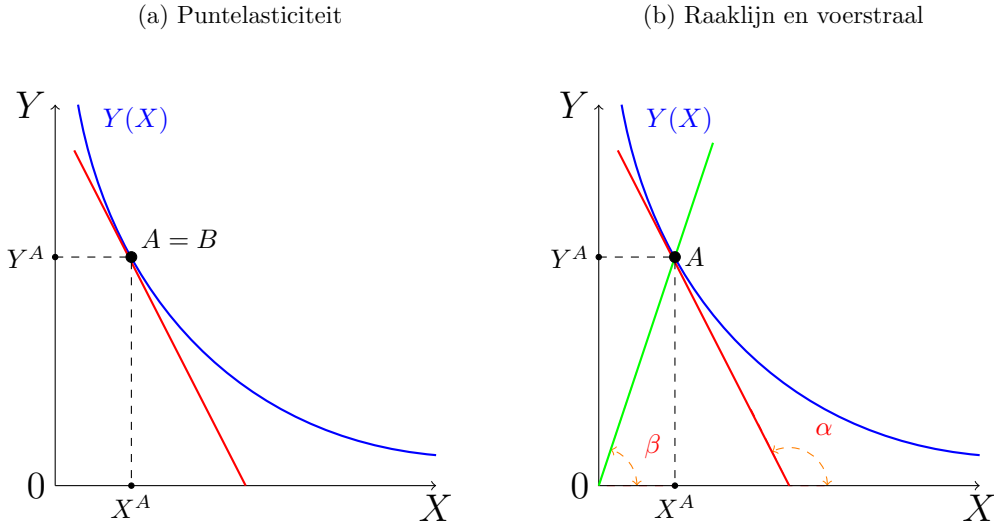 (a) Puntelasticiteit
Y
Y(X)
A = B
Y^A
0
X^A
X
(b) Raaklijn en voerstraal
Y
Y(X)
Y^A
A
β
α
0
X^A
X